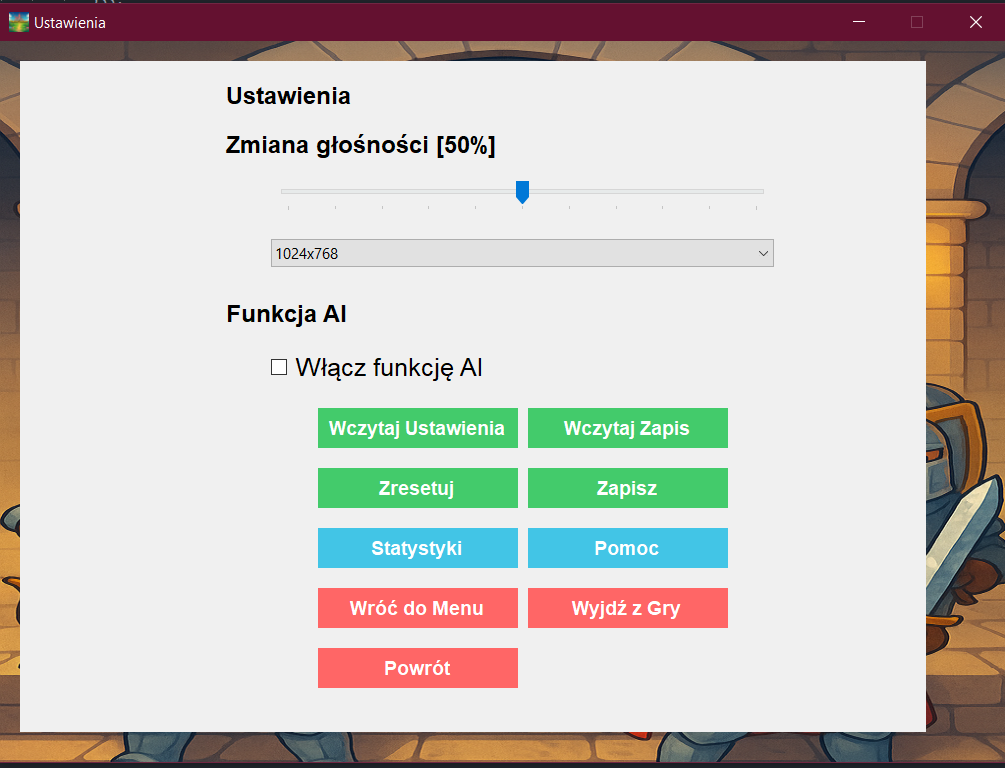 Ustawienia
Ustawienia
Zmiana głośności [50%]
1024x768
Funkcja AI
Włącz funkcję AI
Wczytaj Ustawienia
Wczytaj Zapis
Zresetuj
Zapisz
Statystyki
Pomoc
Wróć do Menu
Wyjdź z Gry
Powrót